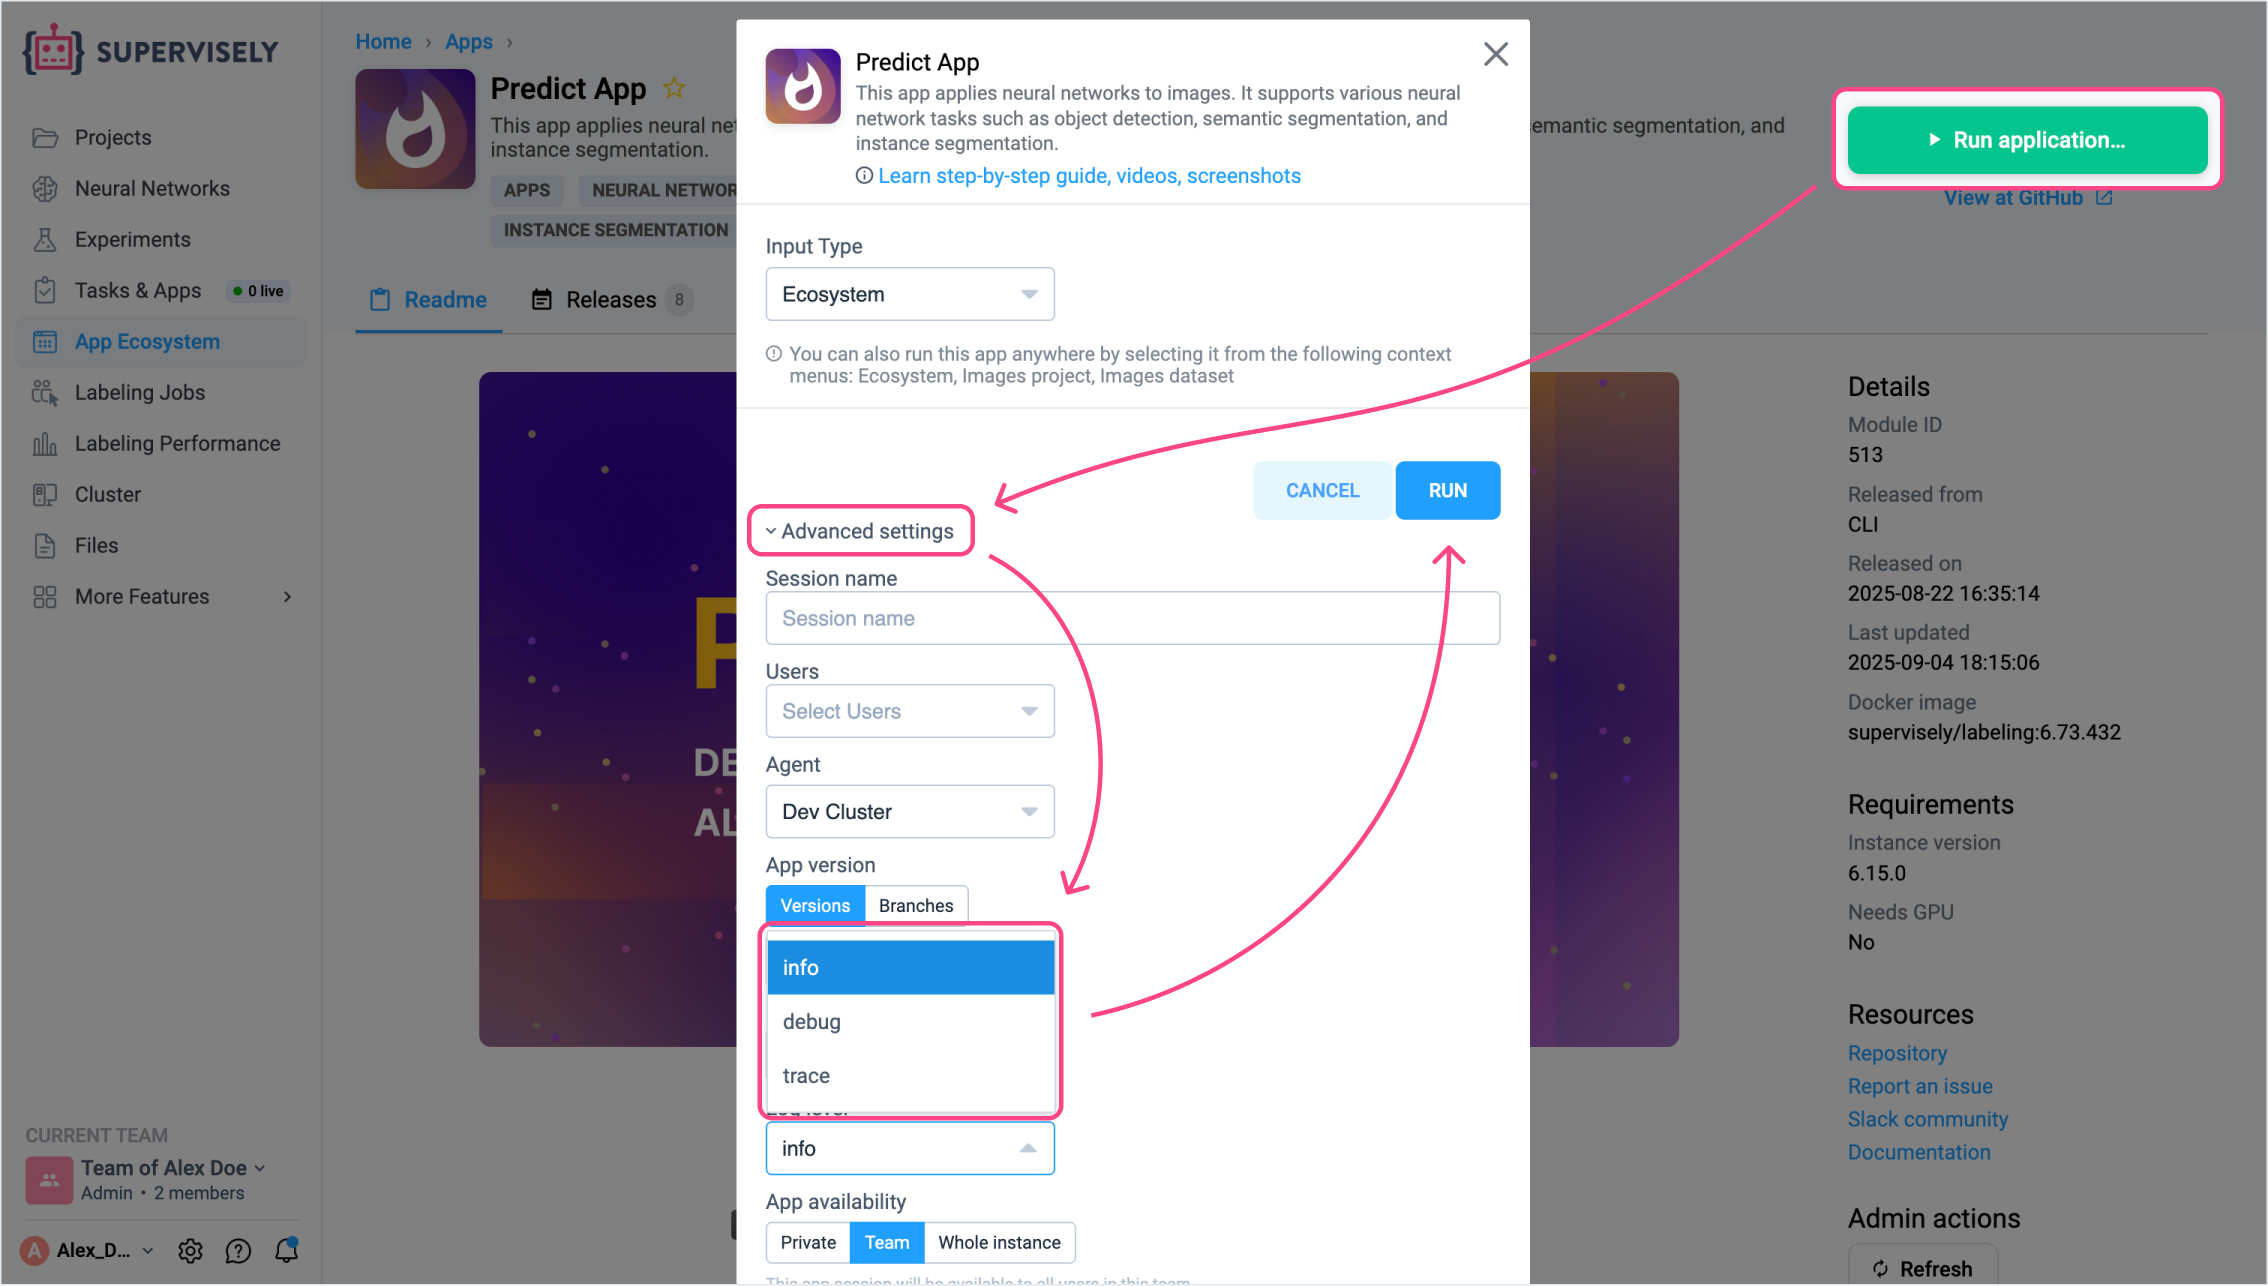 SUPERVISELY
Projects
Neural Networks
Experiments
Tasks & Apps
0 live
App Ecosystem
Labeling Jobs
Labeling Performance
Cluster
Files
More Features
CURRENT TEAM
Team of Alex Doe
Admin • 2 members
A
Alex_D...
Home › Apps ›
Predict App
This app applies neural ne
instance segmentation.
APPS
NEURAL NETWOR
INSTANCE SEGMENTATION
Readme
Releases 8
P
DE
AL
Predict App
This app applies neural networks to images. It supports various neural
network tasks such as object detection, semantic segmentation, and
instance segmentation.
Learn step-by-step guide, videos, screenshots
Input Type
Ecosystem
You can also run this app anywhere by selecting it from the following context
menus: Ecosystem, Images project, Images dataset
CANCEL
RUN
Advanced settings
Session name
Session name
Users
Select Users
Agent
Dev Cluster
App version
Versions
Branches
info
debug
trace
Log level
info
App availability
Private
Team
Whole instance
This app session will be available to all users in this team
emantic segmentation, and
Run application...
View at GitHub
Details
Module ID
513
Released from
CLI
Released on
2025-08-22 16:35:14
Last updated
2025-09-04 18:15:06
Docker image
supervisely/labeling:6.73.432
Requirements
Instance version
6.15.0
Needs GPU
No
Resources
Repository
Report an issue
Slack community
Documentation
Admin actions
Refresh